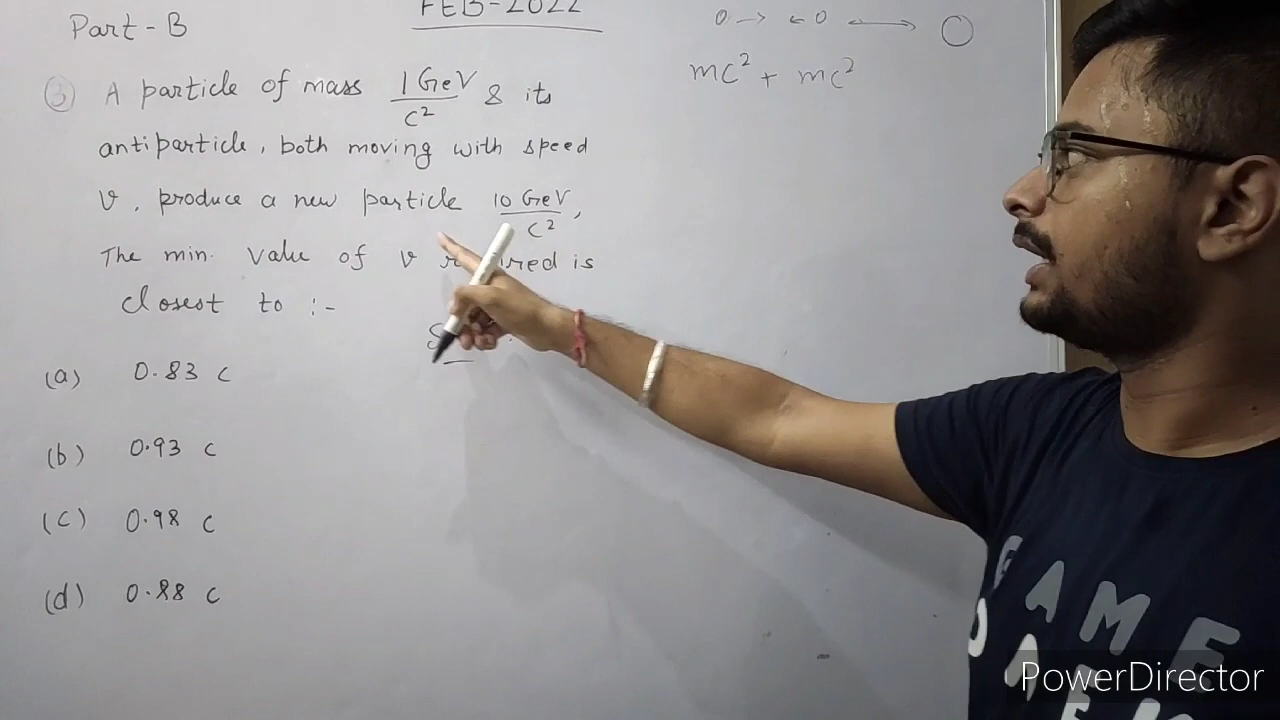 Part-B
FEB-2022
③ A particle of mass 1 GeV/c² & its
antiparticle, both moving with speed
v, produce a new particle 10 GeV/c²,
The min. value of v is
closest to :-
(a) 0.83 c
(b) 0.93 c
(c) 0.98 c
(d) 0.88 c
0 → ← 0 ⟷ O
mc² + mc²
GAME
PowerDirector